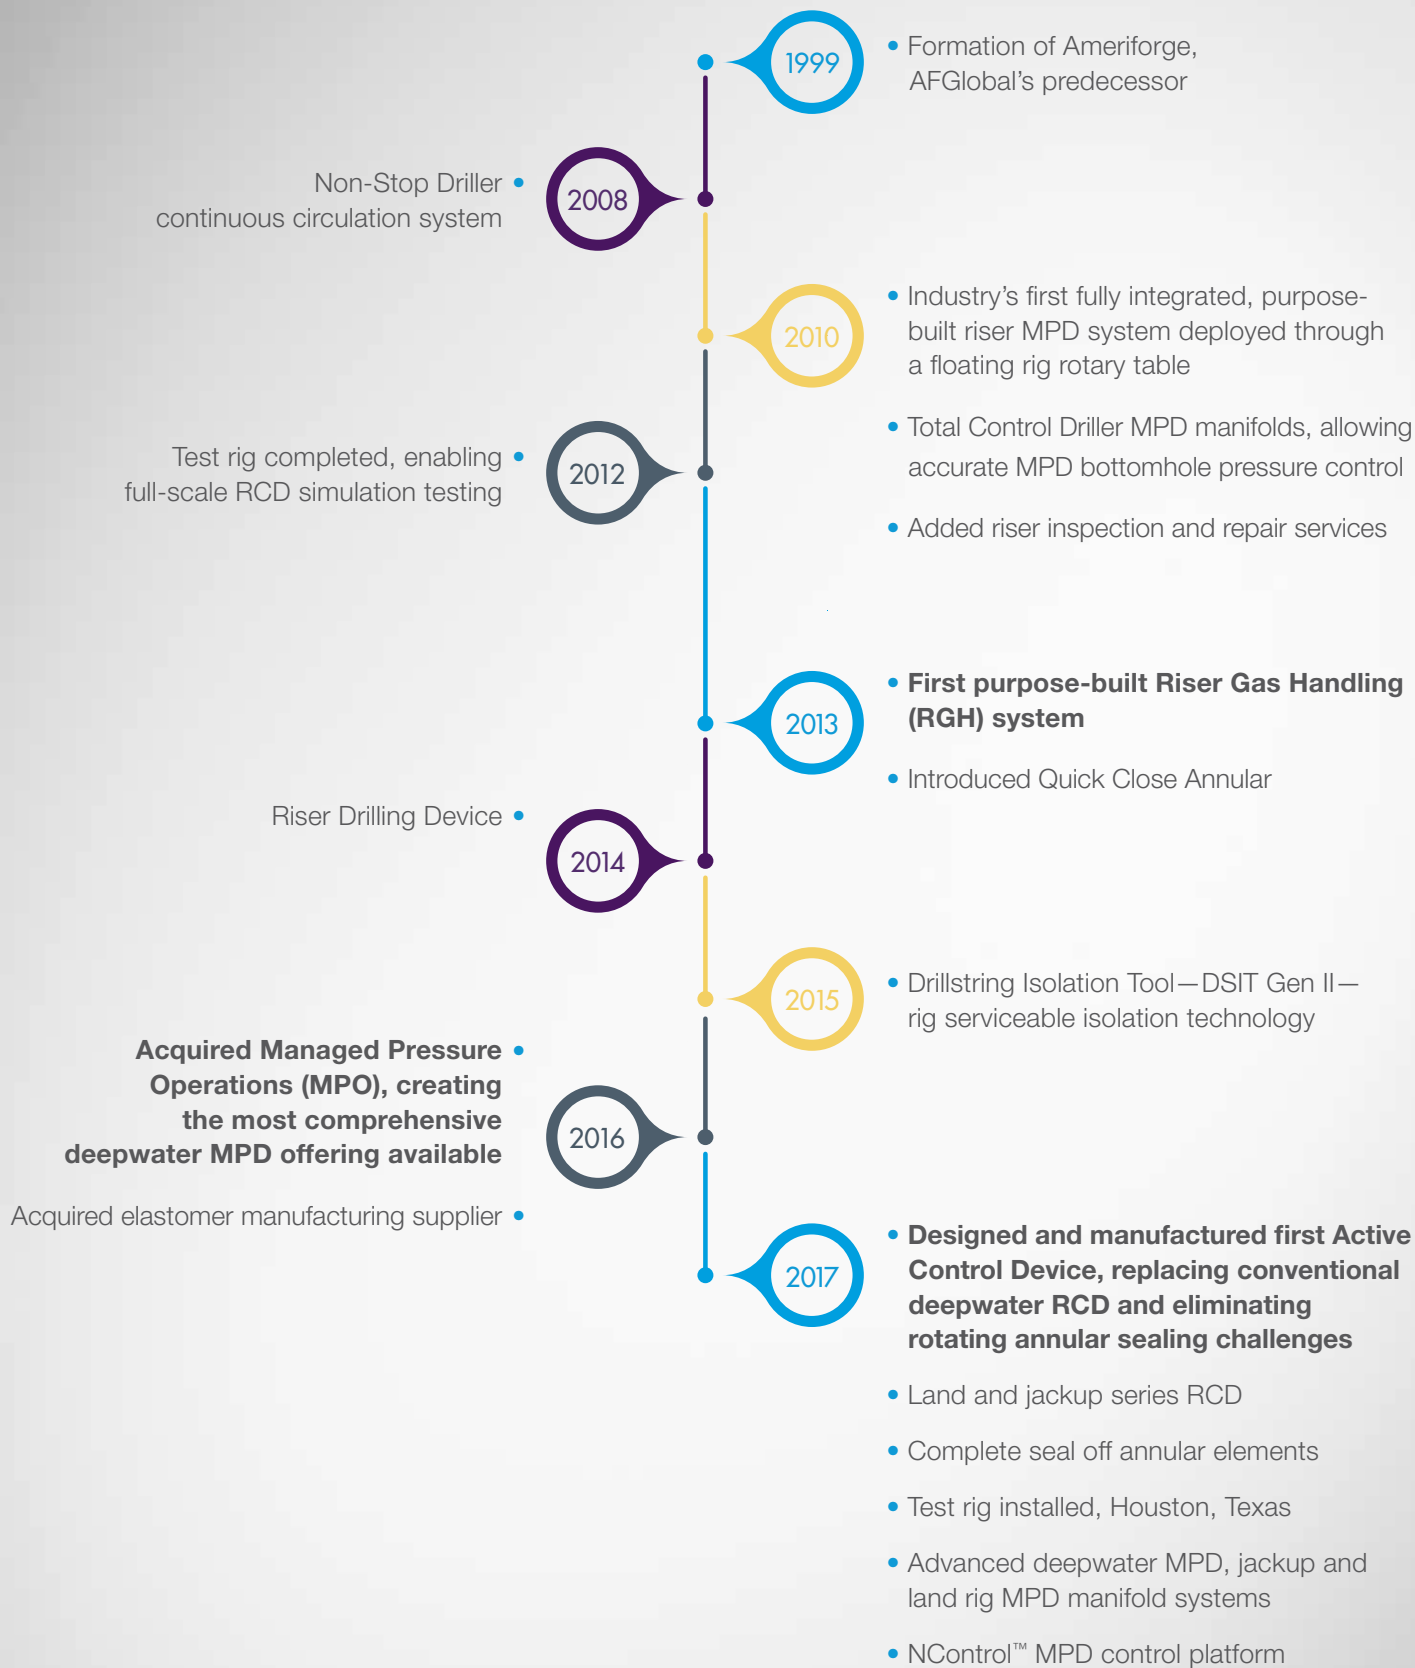 1999
• Formation of Ameriforge,
AFGlobal’s predecessor
2008
Non-Stop Driller •
continuous circulation system
2010
• Industry’s first fully integrated, purpose-
built riser MPD system deployed through
a floating rig rotary table
• Total Control Driller MPD manifolds, allowing
accurate MPD bottomhole pressure control
• Added riser inspection and repair services
2012
Test rig completed, enabling •
full-scale RCD simulation testing
2013
• First purpose-built Riser Gas Handling
(RGH) system
• Introduced Quick Close Annular
2014
Riser Drilling Device •
2015
• Drillstring Isolation Tool—DSIT Gen II—
rig serviceable isolation technology
2016
Acquired Managed Pressure •
Operations (MPO), creating
the most comprehensive
deepwater MPD offering available
Acquired elastomer manufacturing supplier •
2017
• Designed and manufactured first Active
Control Device, replacing conventional
deepwater RCD and eliminating
rotating annular sealing challenges
• Land and jackup series RCD
• Complete seal off annular elements
• Test rig installed, Houston, Texas
• Advanced deepwater MPD, jackup and
land rig MPD manifold systems
• NControl™ MPD control platform